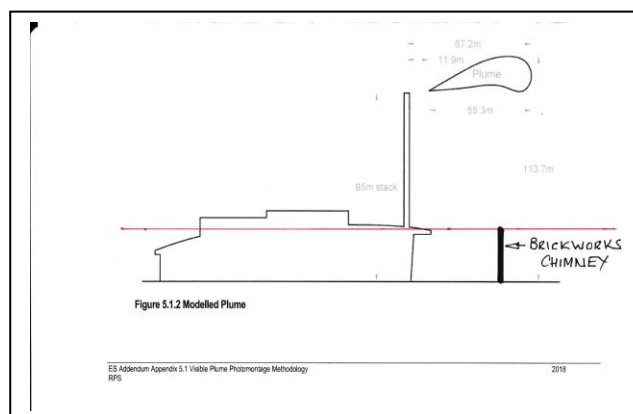 67.2m
11.9m
Plume
55.3m
95m stack
113.7m
BRICKWORKS
CHIMNEY
Figure 5.1.2 Modelled Plume
ES Addendum Appendix 5.1 Visible Plume Photomontage Methodology 2018
RPS